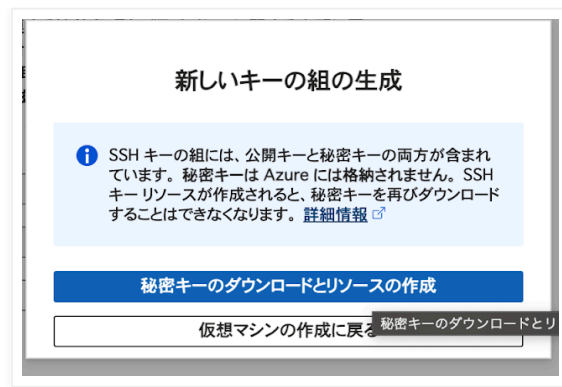 新しいキーの組の生成
SSH キーの組には、公開キーと秘密キーの両方が含まれ
ています。秘密キーは Azure には格納されません。SSH
キー リソースが作成されると、秘密キーを再びダウンロード
することはできなくなります。詳細情報
秘密キーのダウンロードとリソースの作成
仮想マシンの作成に戻る
秘密キーのダウンロードとリ